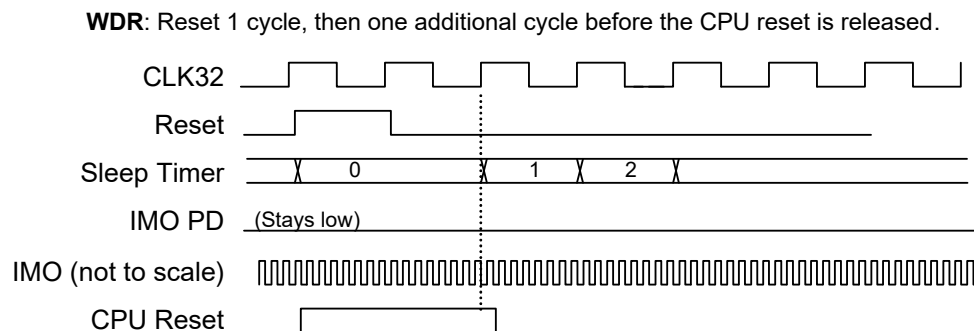 WDR: Reset 1 cycle, then one additional cycle before the CPU reset is released.
CLK32
Reset
Sleep Timer 0 1 2
IMO PD (Stays low)
IMO (not to scale)
CPU Reset